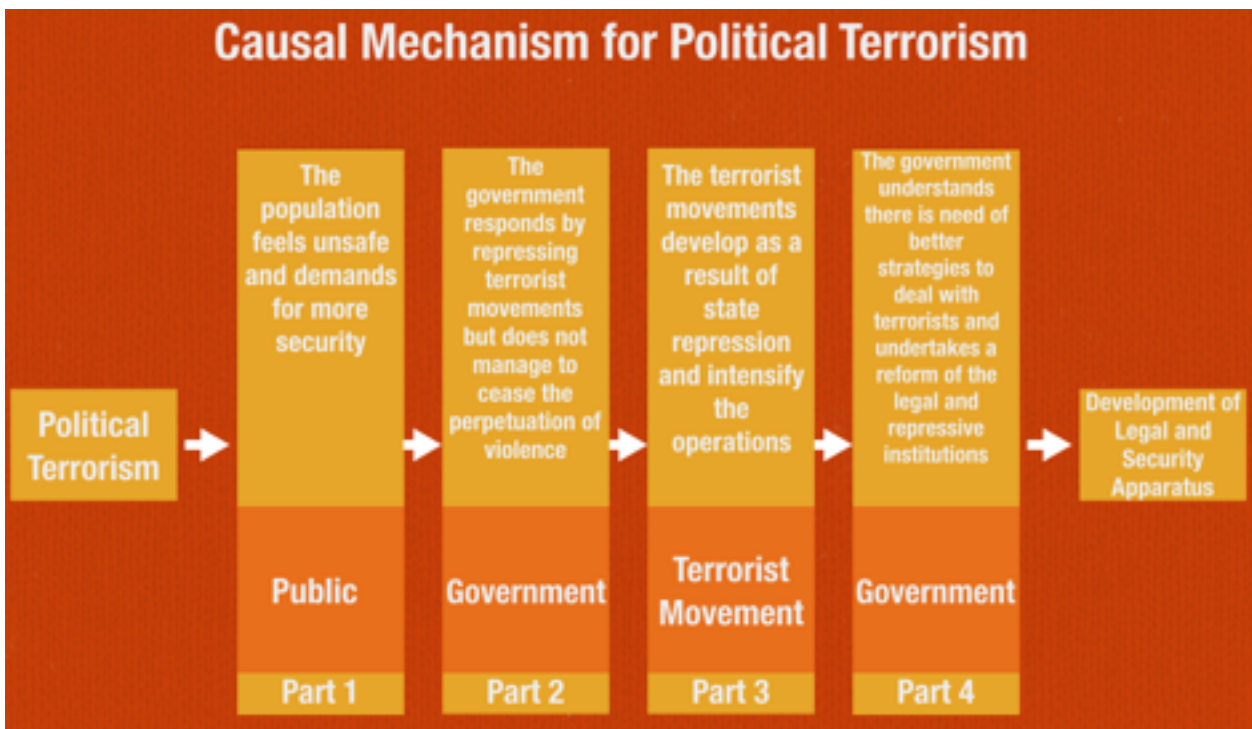 Causal Mechanism for Political Terrorism
Political
Terrorism
The
population
feels unsafe
and demands
for more
security
Public
Part 1
The
government
responds by
repressing
terrorist
movements
but does not
manage to
cease the
perpetuation of
violence
Government
Part 2
The terrorist
movements
develop as a
result of
state
repression
and intensify
the
operations
Terrorist
Movement
Part 3
The government
understands
there is need of
better
strategies to
deal with
terrorists and
undertakes a
reform of the
legal and
repressive
institutions
Government
Part 4
Development of
Legal and
Security
Apparatus